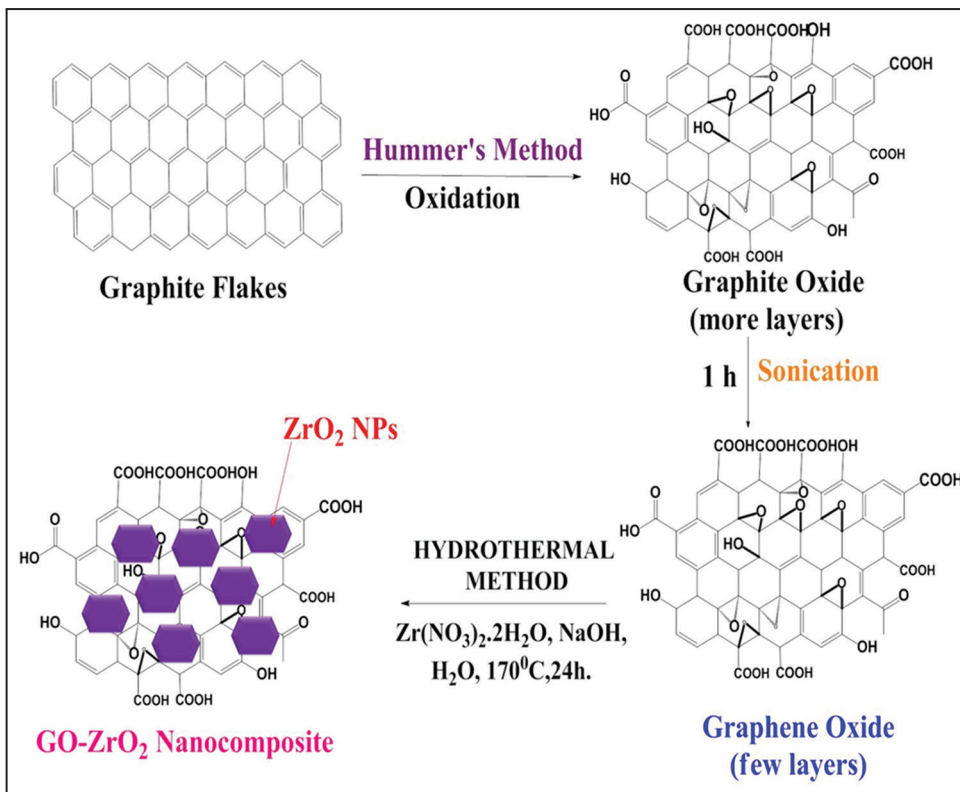 COOH COOH COOH OH
COOH
O
HO
O
O
O
O
HO
COOH
HO
O
O
O
OH
COOH COOH
Hummer's Method
Oxidation
Graphite Flakes
Graphite Oxide
(more layers)
1 h Sonication
ZrO₂ NPs
COOHCOOHCOOHOH
COOH
O
HO
O
O
O
HO
COOH
HO
O
O
OH
COOH COOH
HYDROTHERMAL
METHOD
Zr(NO₃)₂.2H₂O, NaOH,
H₂O, 170⁰C,24h.
COOHCOOHCOOHOH
COOH
O
HO
O
O
O
O
HO
COOH
HO
O
O
O
OH
COOH COOH
GO-ZrO₂ Nanocomposite
Graphene Oxide
(few layers)